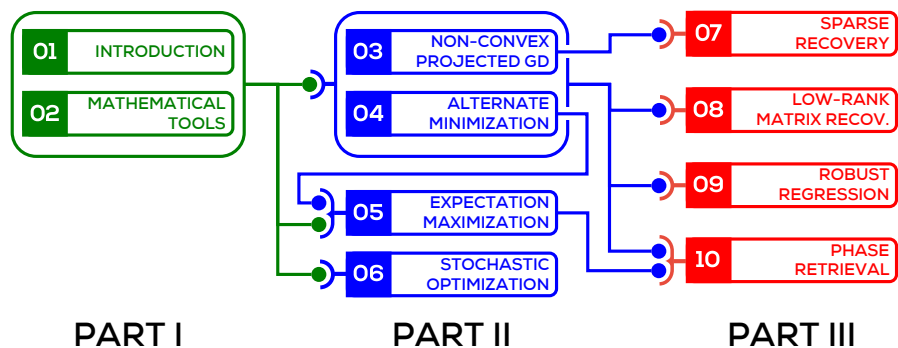 01
INTRODUCTION
02
MATHEMATICAL
TOOLS
03
NON-CONVEX
PROJECTED GD
04
ALTERNATE
MINIMIZATION
05
EXPECTATION
MAXIMIZATION
06
STOCHASTIC
OPTIMIZATION
07
SPARSE
RECOVERY
08
LOW-RANK
MATRIX RECOV.
09
ROBUST
REGRESSION
10
PHASE
RETRIEVAL
PART I
PART II
PART III